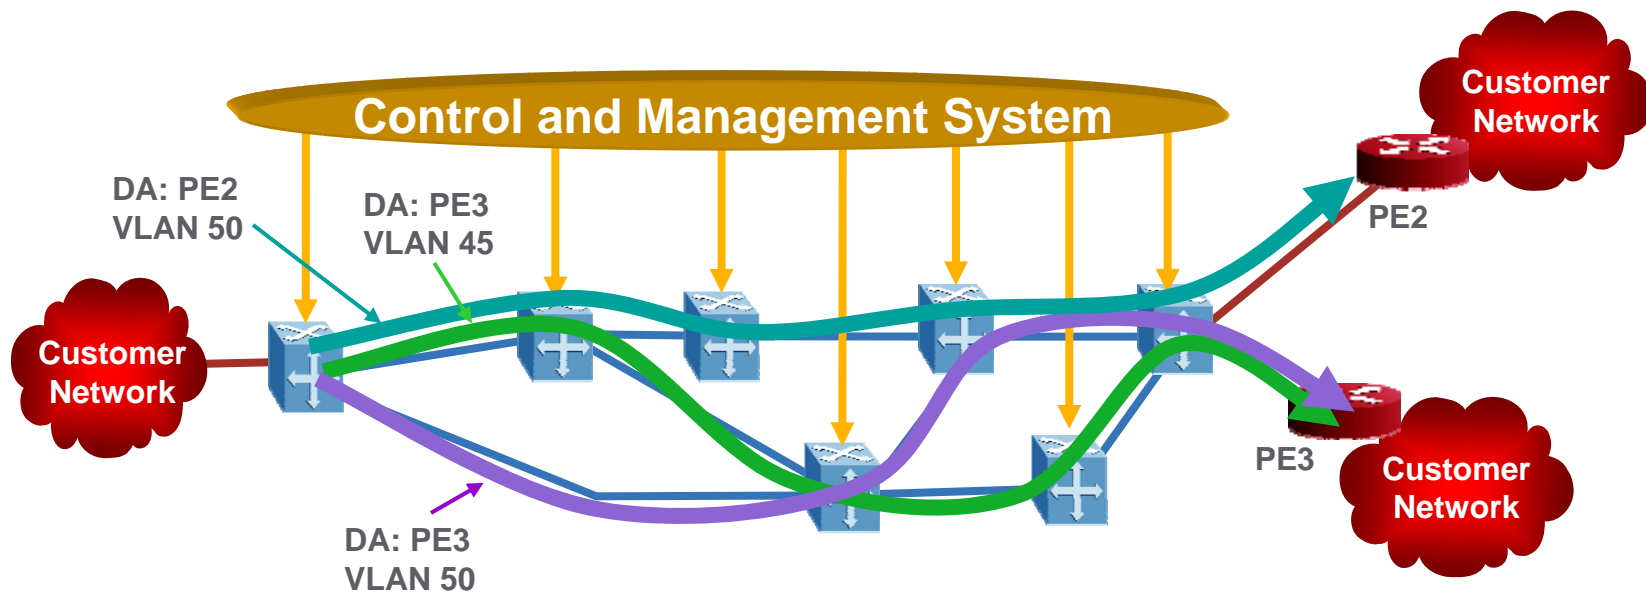 Control and Management System
Customer
Network
DA: PE2
VLAN 50
DA: PE3
VLAN 45
PE2
Customer
Network
PE3
Customer
Network
DA: PE3
VLAN 50